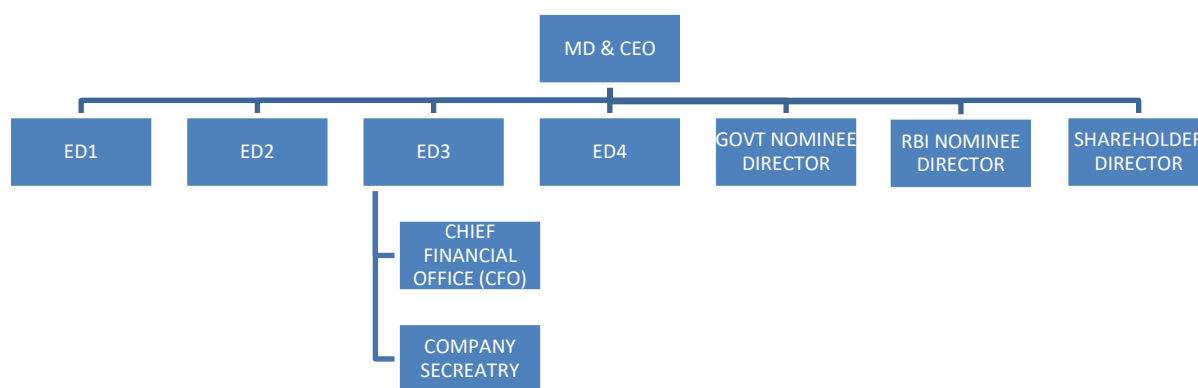 MD & CEO
ED1
ED2
ED3
ED4
GOVT NOMINEE
DIRECTOR
RBI NOMINEE
DIRECTOR
SHAREHOLDER
DIRECTOR
CHIEF
FINANCIAL
OFFICE (CFO)
COMPANY
SECREATRY